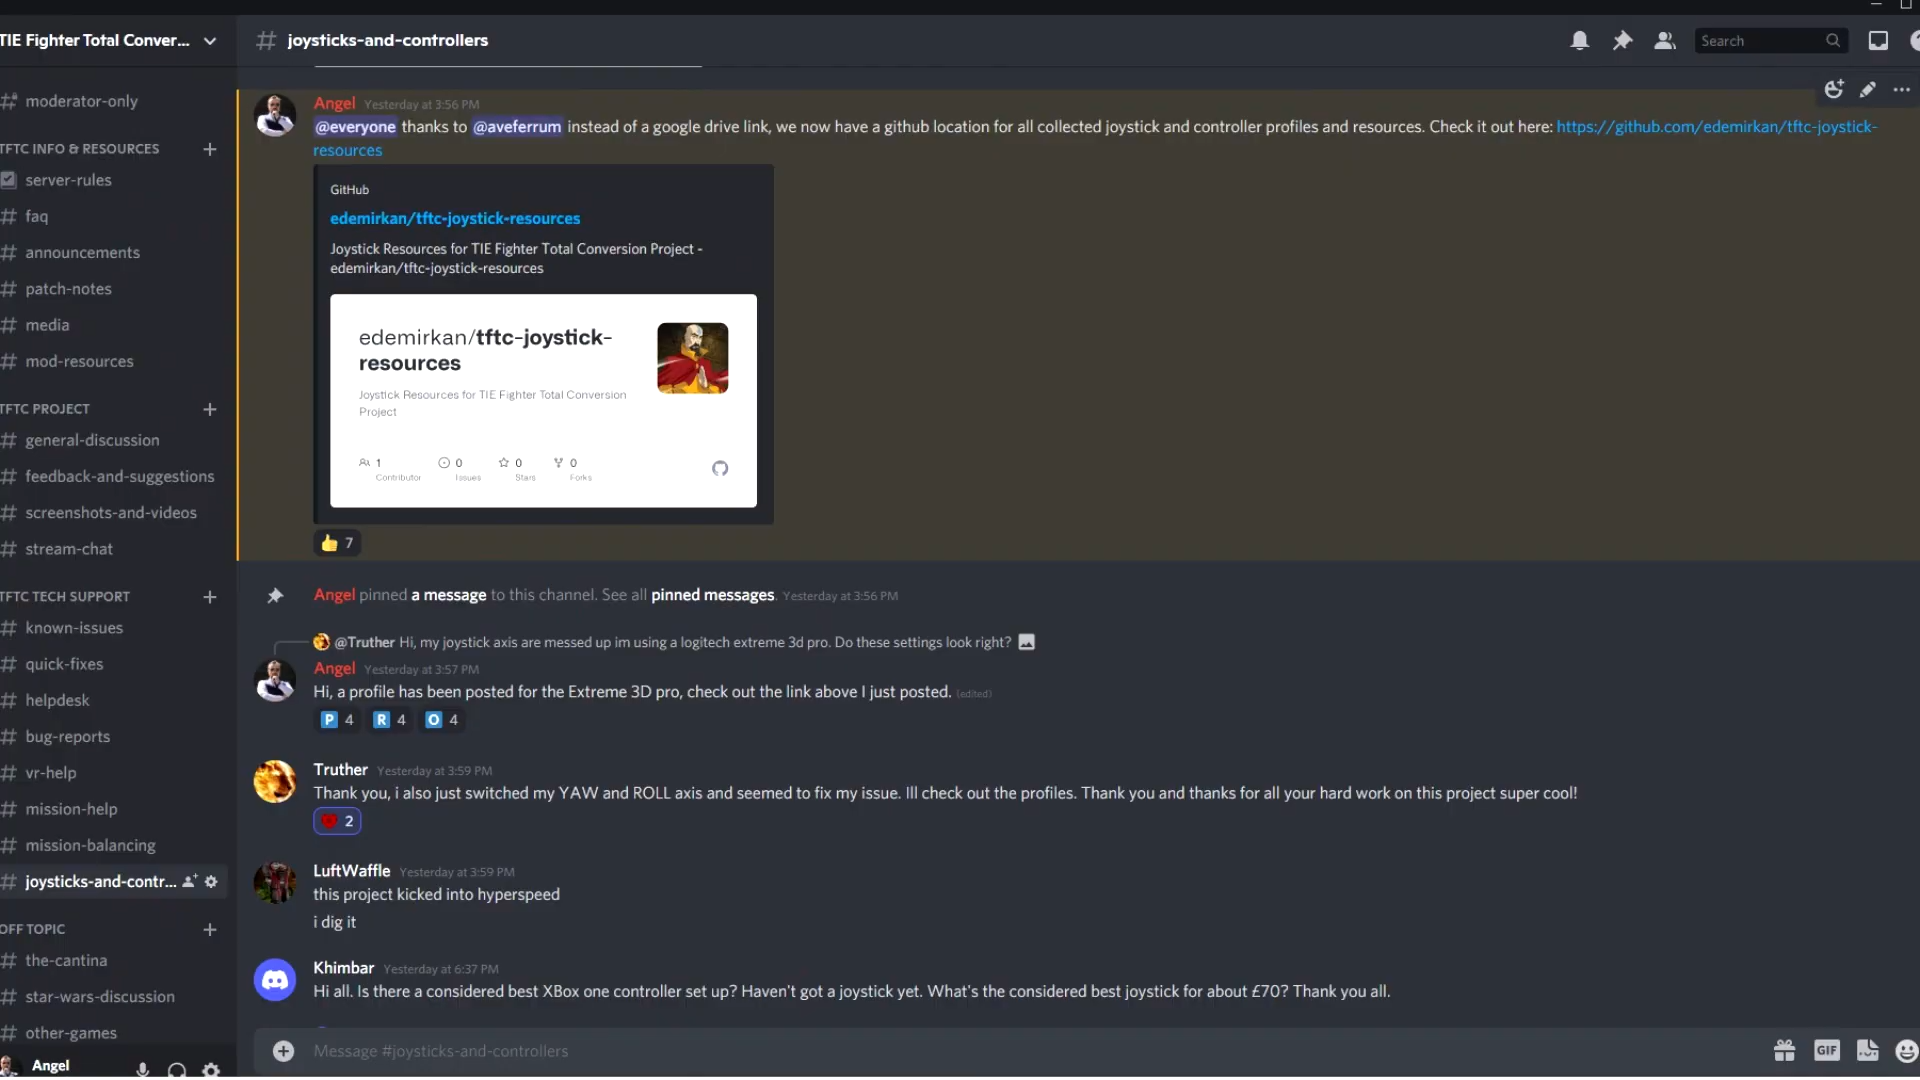 TIE Fighter Total Conver...
joysticks-and-controllers
Search
moderator-only
TFTC INFO & RESOURCES
server-rules
faq
announcements
patch-notes
media
mod-resources
TFTC PROJECT
general-discussion
feedback-and-suggestions
screenshots-and-videos
stream-chat
TFTC TECH SUPPORT
known-issues
quick-fixes
helpdesk
bug-reports
vr-help
mission-help
mission-balancing
joysticks-and-contr...
OFF TOPIC
the-cantina
star-wars-discussion
other-games
Angel
Angel Yesterday at 3:56 PM
@everyone thanks to @aveferrum instead of a google drive link, we now have a github location for all collected joystick and controller profiles and resources. Check it out here: https://github.com/edemirkan/tftc-joystick-
resources
GitHub
edemirkan/tftc-joystick-resources
Joystick Resources for TIE Fighter Total Conversion Project -
edemirkan/tftc-joystick-resources
edemirkan/tftc-joystick-
resources
Joystick Resources for TIE Fighter Total Conversion
Project
1 0 0 0
Contributor Issues Stars Forks
7
Angel pinned a message to this channel. See all pinned messages. Yesterday at 3:56 PM
@Truther Hi, my joystick axis are messed up im using a logitech extreme 3d pro. Do these settings look right?
Angel Yesterday at 3:57 PM
Hi, a profile has been posted for the Extreme 3D pro, check out the link above I just posted. (edited)
P 4 R 4 O 4
Truther Yesterday at 3:59 PM
Thank you, i also just switched my YAW and ROLL axis and seemed to fix my issue. Ill check out the profiles. Thank you and thanks for all your hard work on this project super cool!
2
LuftWaffle Yesterday at 3:59 PM
this project kicked into hyperspeed
i dig it
Khimbar Yesterday at 6:37 PM
Hi all. Is there a considered best XBox one controller set up? Haven't got a joystick yet. What's the considered best joystick for about £70? Thank you all.
Message #joysticks-and-controllers
GIF